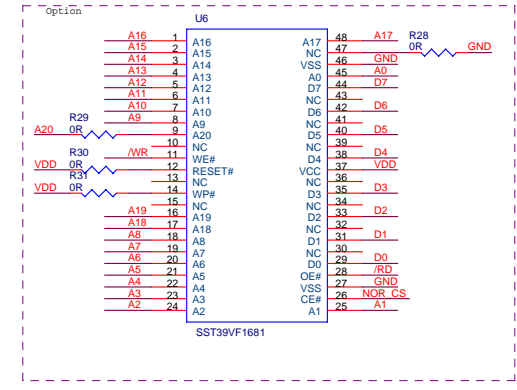 Option
U6
A16 1 A16 A17 48 A17 R28
A15 2 A15 NC 47 0R GND
A14 3 A14 VSS 46 GND
A13 4 A13 A0 45 A0
A12 5 A12 D7 44 D7
A11 6 A11 NC 43
A10 7 A10 D6 42 D6
R29 A9 8 A9 NC 41
A20 0R 9 A20 D5 40 D5
10 NC NC 39
R30 /WR 11 WE# D4 38 D4
VDD 0R 12 RESET# VCC 37 VDD
R31 13 NC NC 36
VDD 0R 14 WP# D3 35 D3
15 NC NC 34
A19 16 A19 D2 33 D2
A18 17 A18 NC 32
A8 18 A8 D1 31 D1
A7 19 A7 NC 30
A6 20 A6 D0 29 D0
A5 21 A5 OE# 28 /RD
A4 22 A4 VSS 27 GND
A3 23 A3 CE# 26 NOR_CS
A2 24 A2 A1 25 A1
SST39VF1681